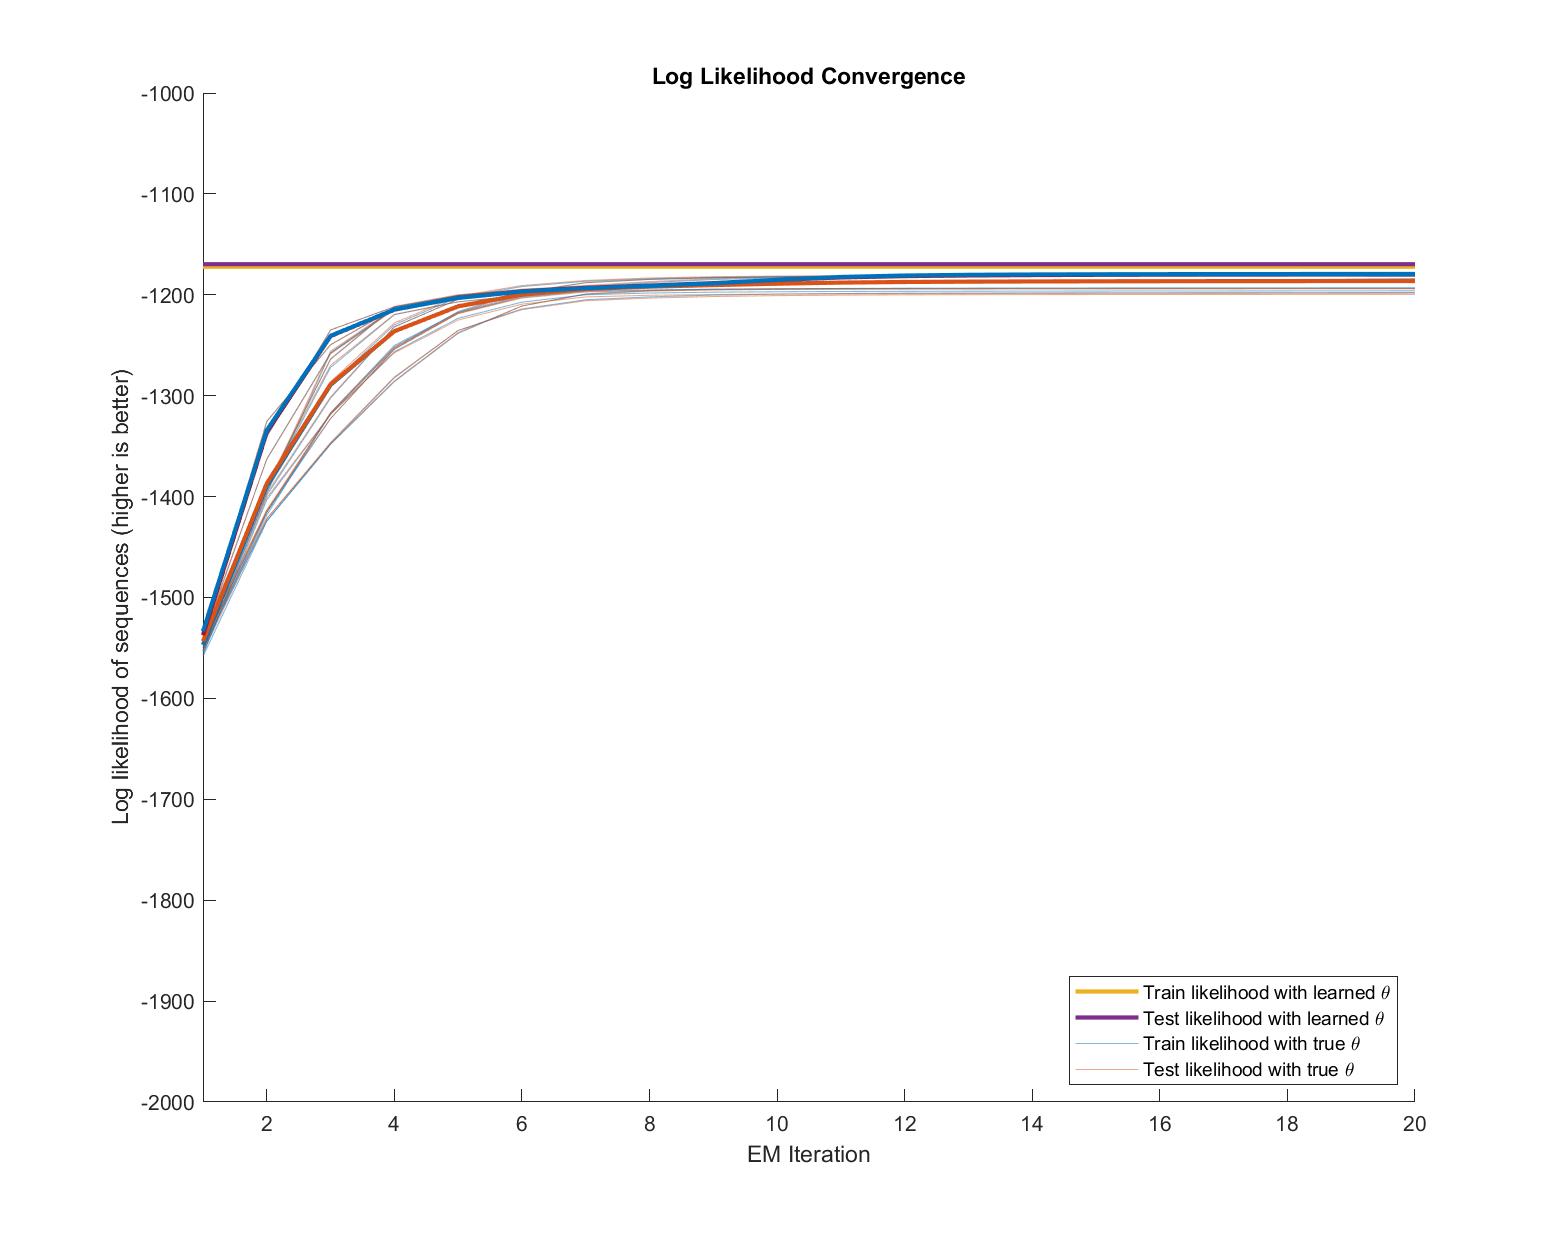 Log Likelihood Convergence
-1000
-1100
-1200
-1300
-1400
-1500
-1600
-1700
-1800
-1900
-2000
Log likelihood of sequences (higher is better)
2 4 6 8 10 12 14 16 18 20
EM Iteration
Train likelihood with learned θ
Test likelihood with learned θ
Train likelihood with true θ
Test likelihood with true θ